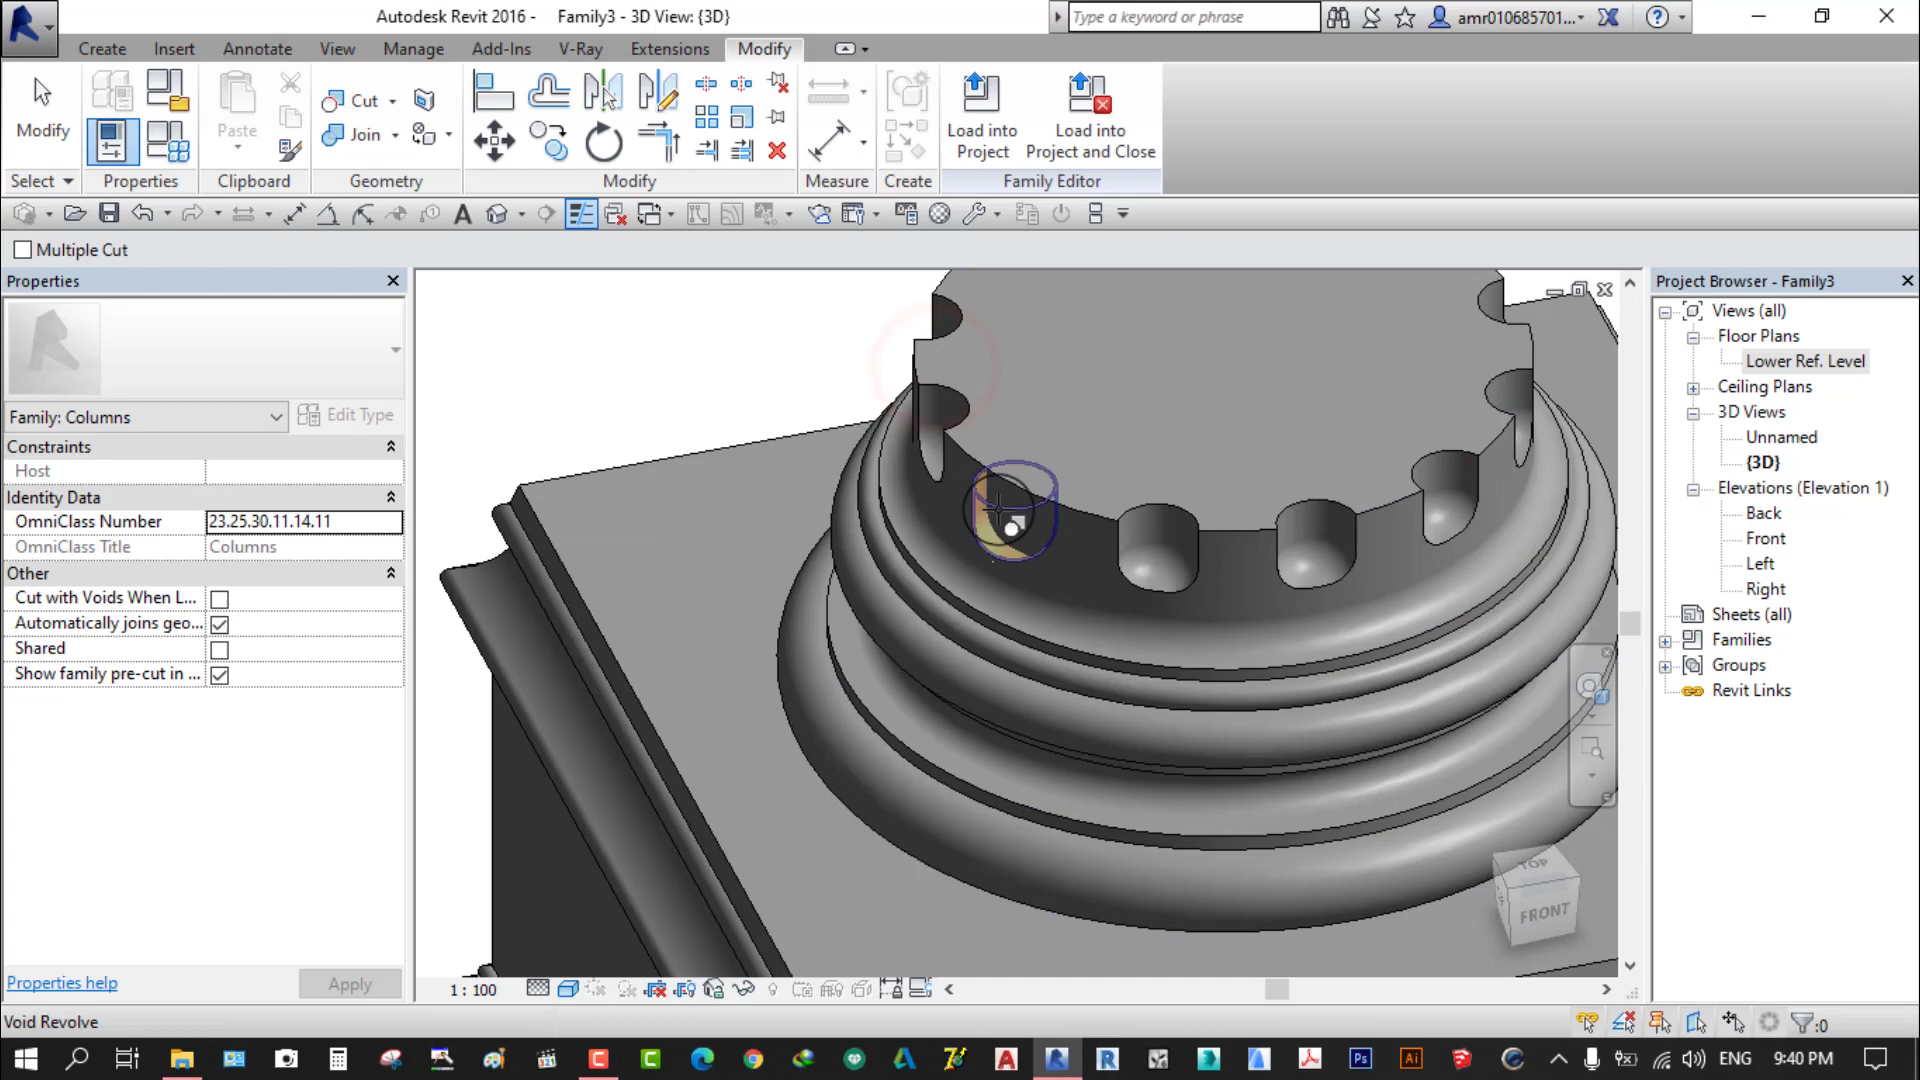 Autodesk Revit 2016 - Family3 - 3D View: {3D}
Type a keyword or phrase
amr010685701...
Create Insert Annotate View Manage Add-Ins V-Ray Extensions Modify
Modify
Paste
Cut
Join
Load into Project
Load into Project and Close
Select Properties Clipboard Geometry Modify Measure Create Family Editor
Multiple Cut
Properties
Family: Columns
Edit Type
Constraints
Host
Identity Data
OmniClass Number 23.25.30.11.14.11
OmniClass Title Columns
Other
Cut with Voids When L...
Automatically joins geo...
Shared
Show family pre-cut in ...
Properties help
Apply
TOP
FRONT
Project Browser - Family3
Views (all)
Floor Plans
Lower Ref. Level
Ceiling Plans
3D Views
Unnamed
{3D}
Elevations (Elevation 1)
Back
Front
Left
Right
Sheets (all)
Families
Groups
Revit Links
1 : 100
Void Revolve
:0
ENG 9:40 PM